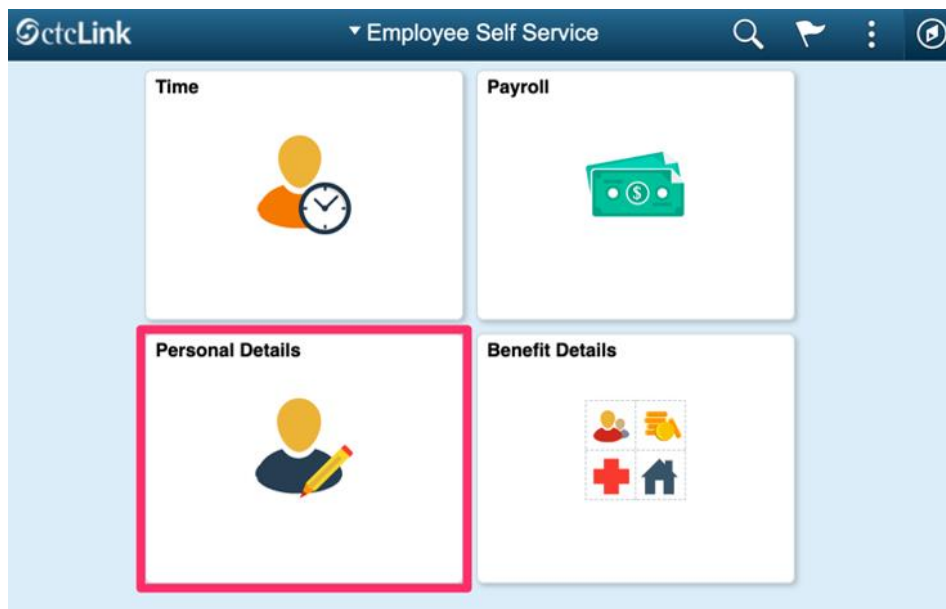 ctcLink
Employee Self Service
Time
Payroll
$
Personal Details
Benefit Details